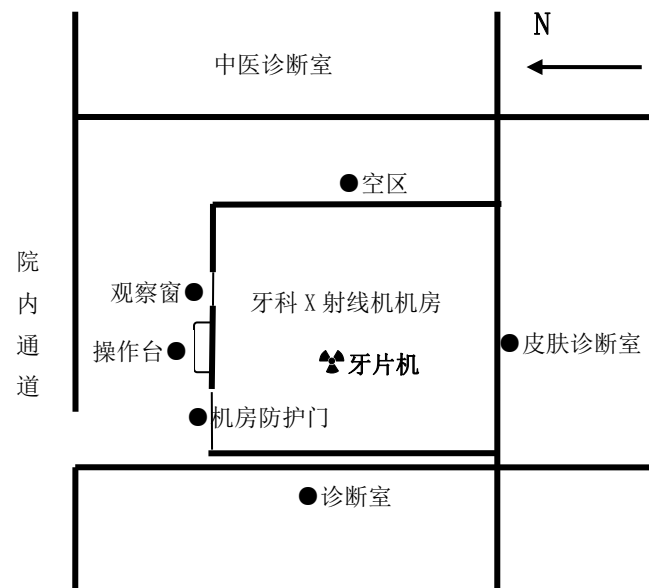 N
中医诊断室
空区
院内通道
观察窗
牙科 X 射线机机房
操作台
牙片机
皮肤诊断室
机房防护门
诊断室